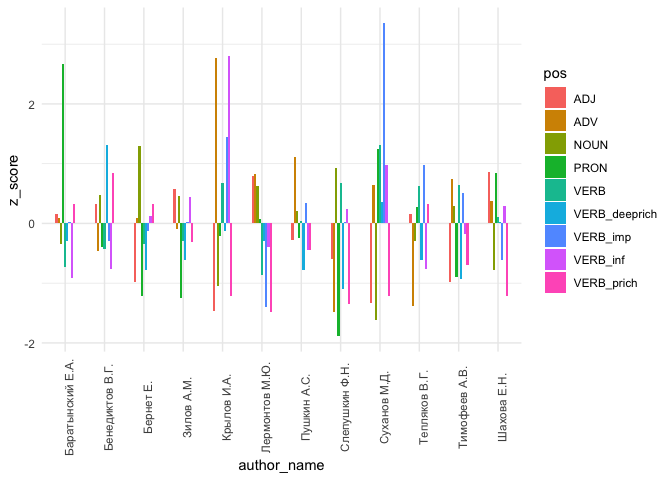 z_score
2
0
-2
Баратынский Е.А.
Бенедиктов В.Г.
Бернет Е.
Зилов А.М.
Крылов И.А.
Лермонтов М.Ю.
Пушкин А.С.
Слепушкин Ф.Н.
Суханов М.Д.
Тепляков В.Г.
Тимофеев А.В.
Шахова Е.Н.
author_name
pos
ADJ
ADV
NOUN
PRON
VERB
VERB_deeprich
VERB_imp
VERB_inf
VERB_prich